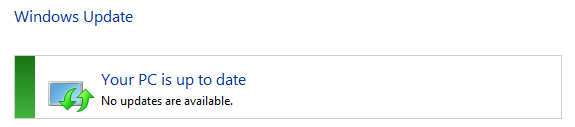 Windows Update
Your PC is up to date
No updates are available.